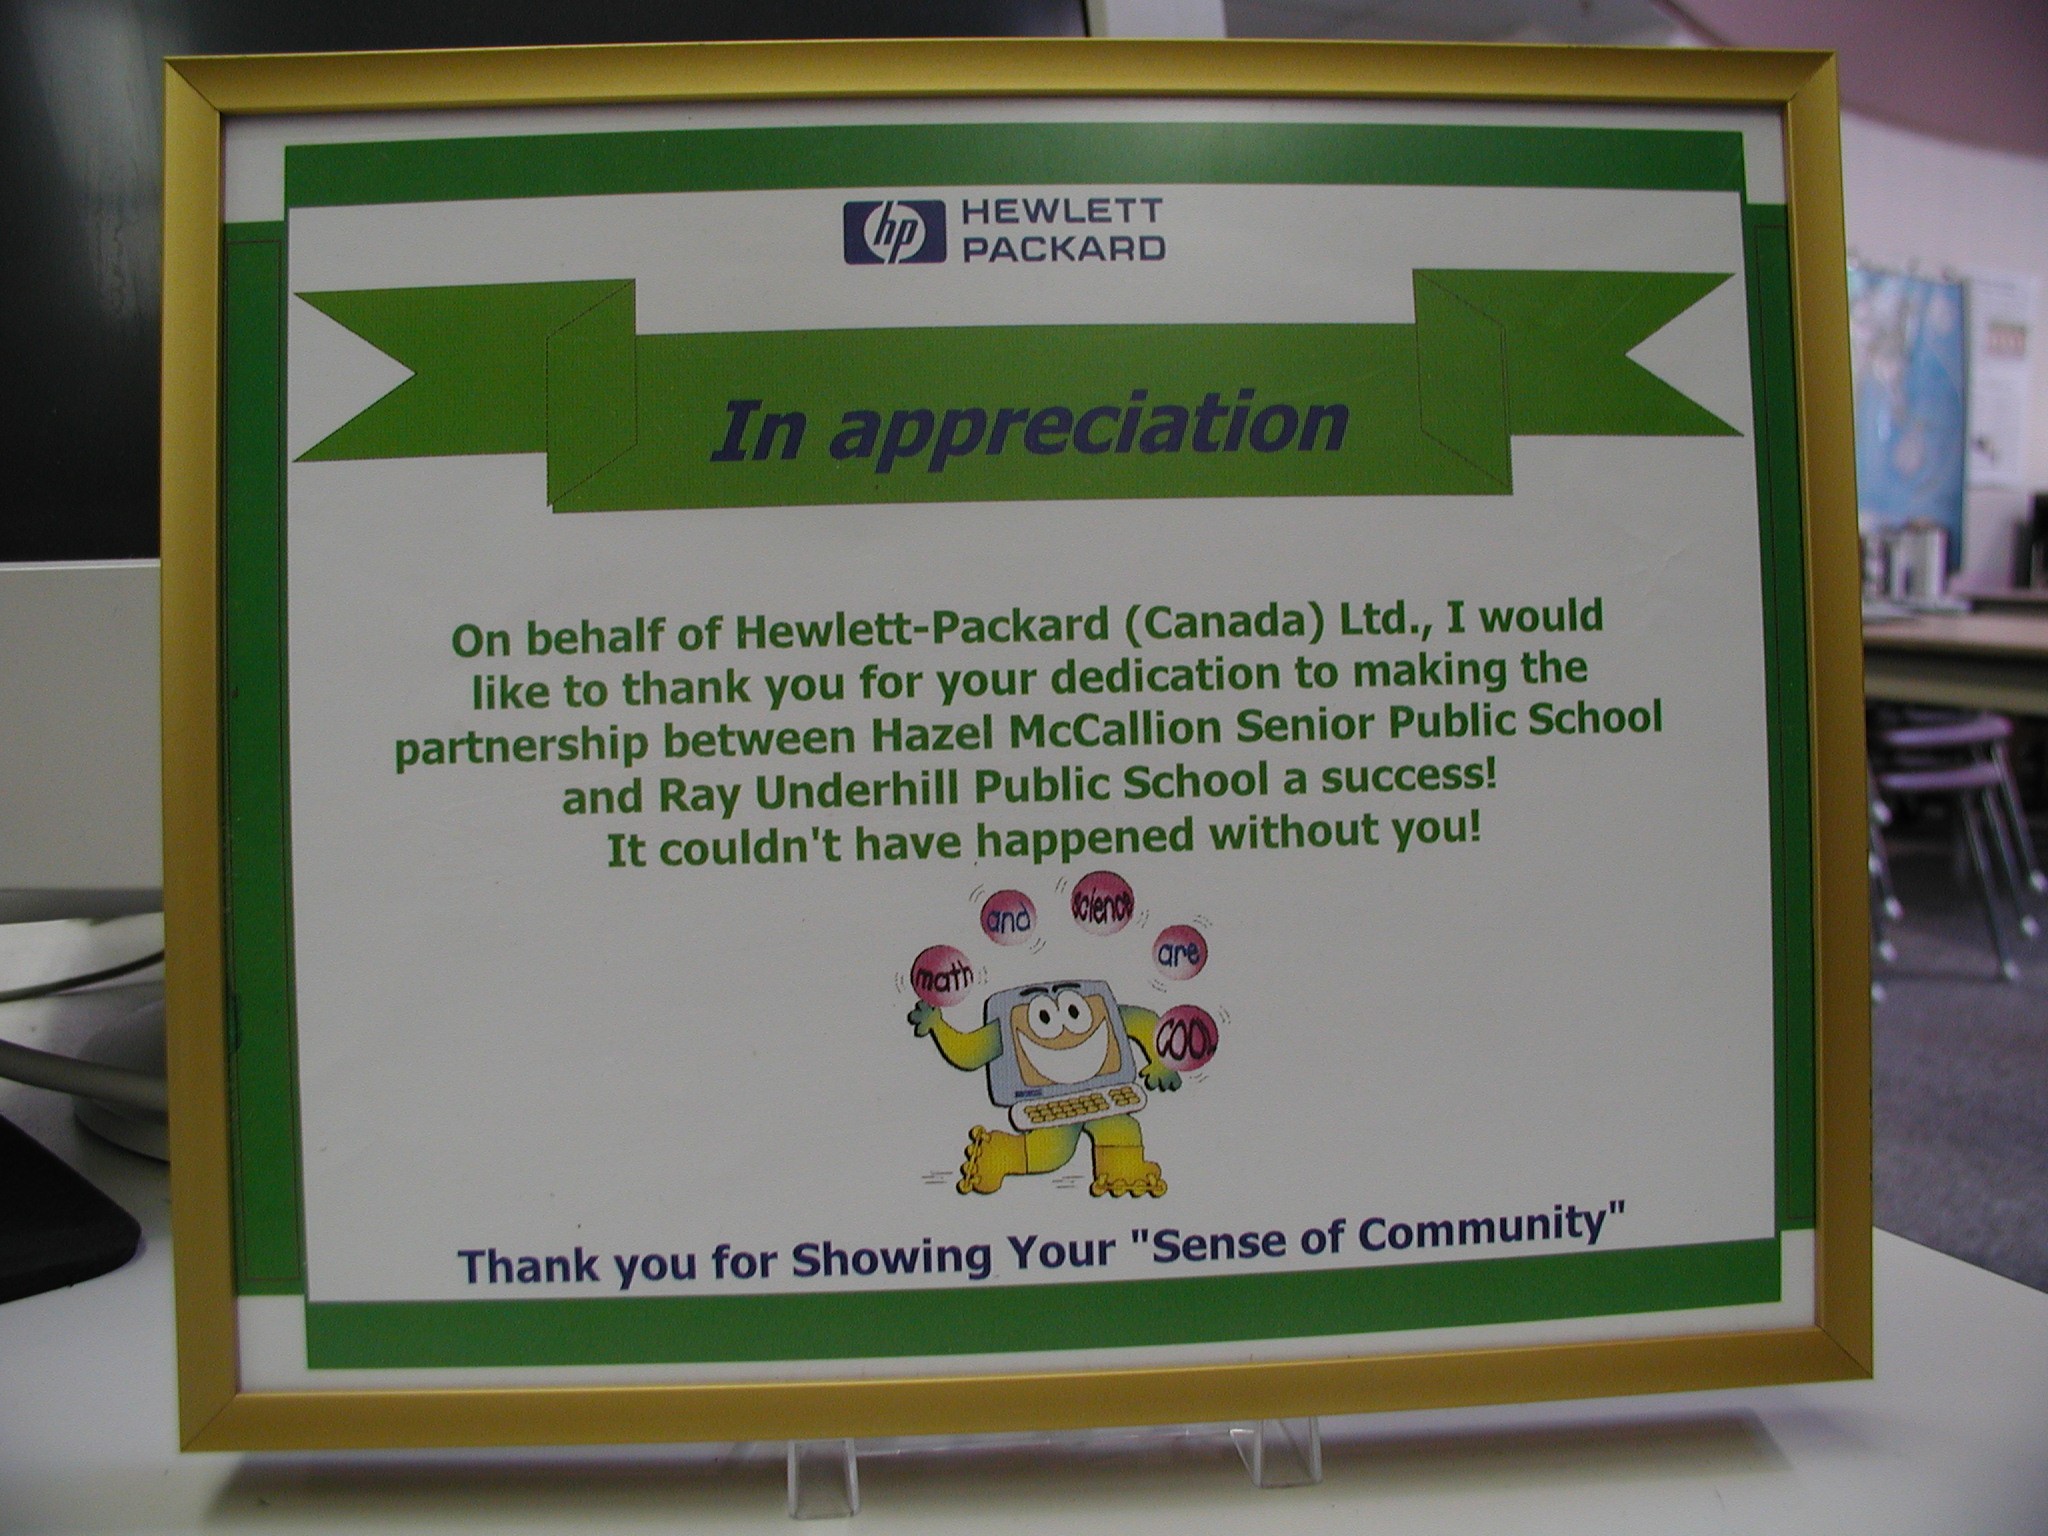 hp HEWLETT
PACKARD
In appreciation
On behalf of Hewlett-Packard (Canada) Ltd., I would
like to thank you for your dedication to making the
partnership between Hazel McCallion Senior Public School
and Ray Underhill Public School a success!
It couldn't have happened without you!
math and science are cool
Thank you for Showing Your "Sense of Community"